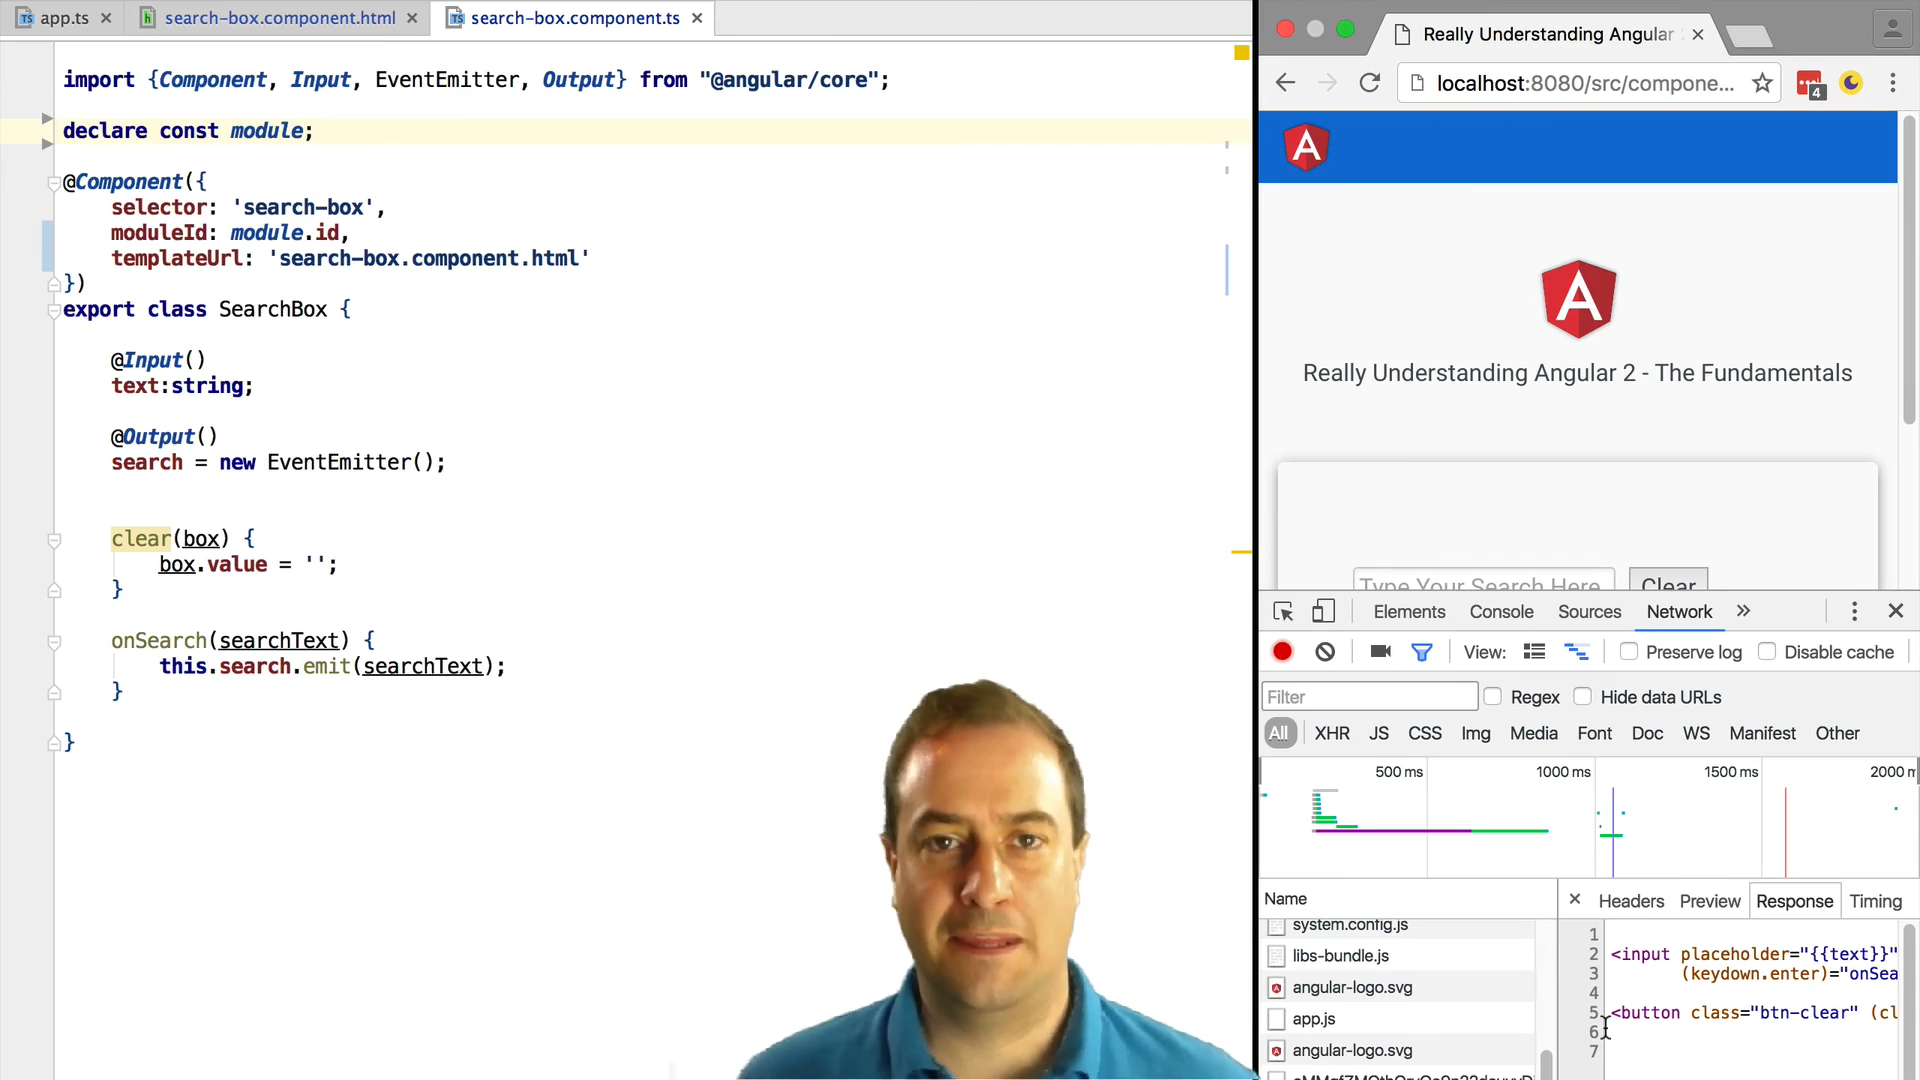 app.ts
search-box.component.html
search-box.component.ts
import {Component, Input, EventEmitter, Output} from "@angular/core";
declare const module;
@Component({
selector: 'search-box',
moduleId: module.id,
templateUrl: 'search-box.component.html'
})
export class SearchBox {
@Input()
text:string;
@Output()
search = new EventEmitter();
clear(box) {
box.value = '';
}
onSearch(searchText) {
this.search.emit(searchText);
}
}
Really Understanding Angular
localhost:8080/src/compone...
4
Really Understanding Angular 2 - The Fundamentals
Type Your Search Here
Clear
Elements Console Sources Network
View: Preserve log Disable cache
Filter Regex Hide data URLs
All XHR JS CSS Img Media Font Doc WS Manifest Other
500 ms 1000 ms 1500 ms 2000 m
Name
Headers Preview Response Timing
system.config.js
libs-bundle.js
angular-logo.svg
app.js
angular-logo.svg
1
2 <input placeholder="{{text}}"
3 (keydown.enter)="onSea
4
5 <button class="btn-clear" (cl
6
7